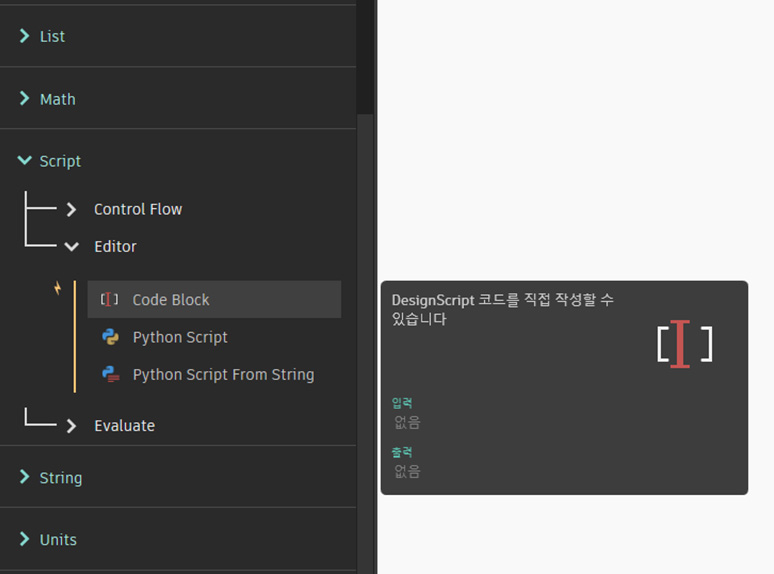 List
Math
Script
Control Flow
Editor
Code Block
Python Script
Python Script From String
Evaluate
String
Units
DesignScript 코드를 직접 작성할 수
있습니다
입력
없음
출력
없음